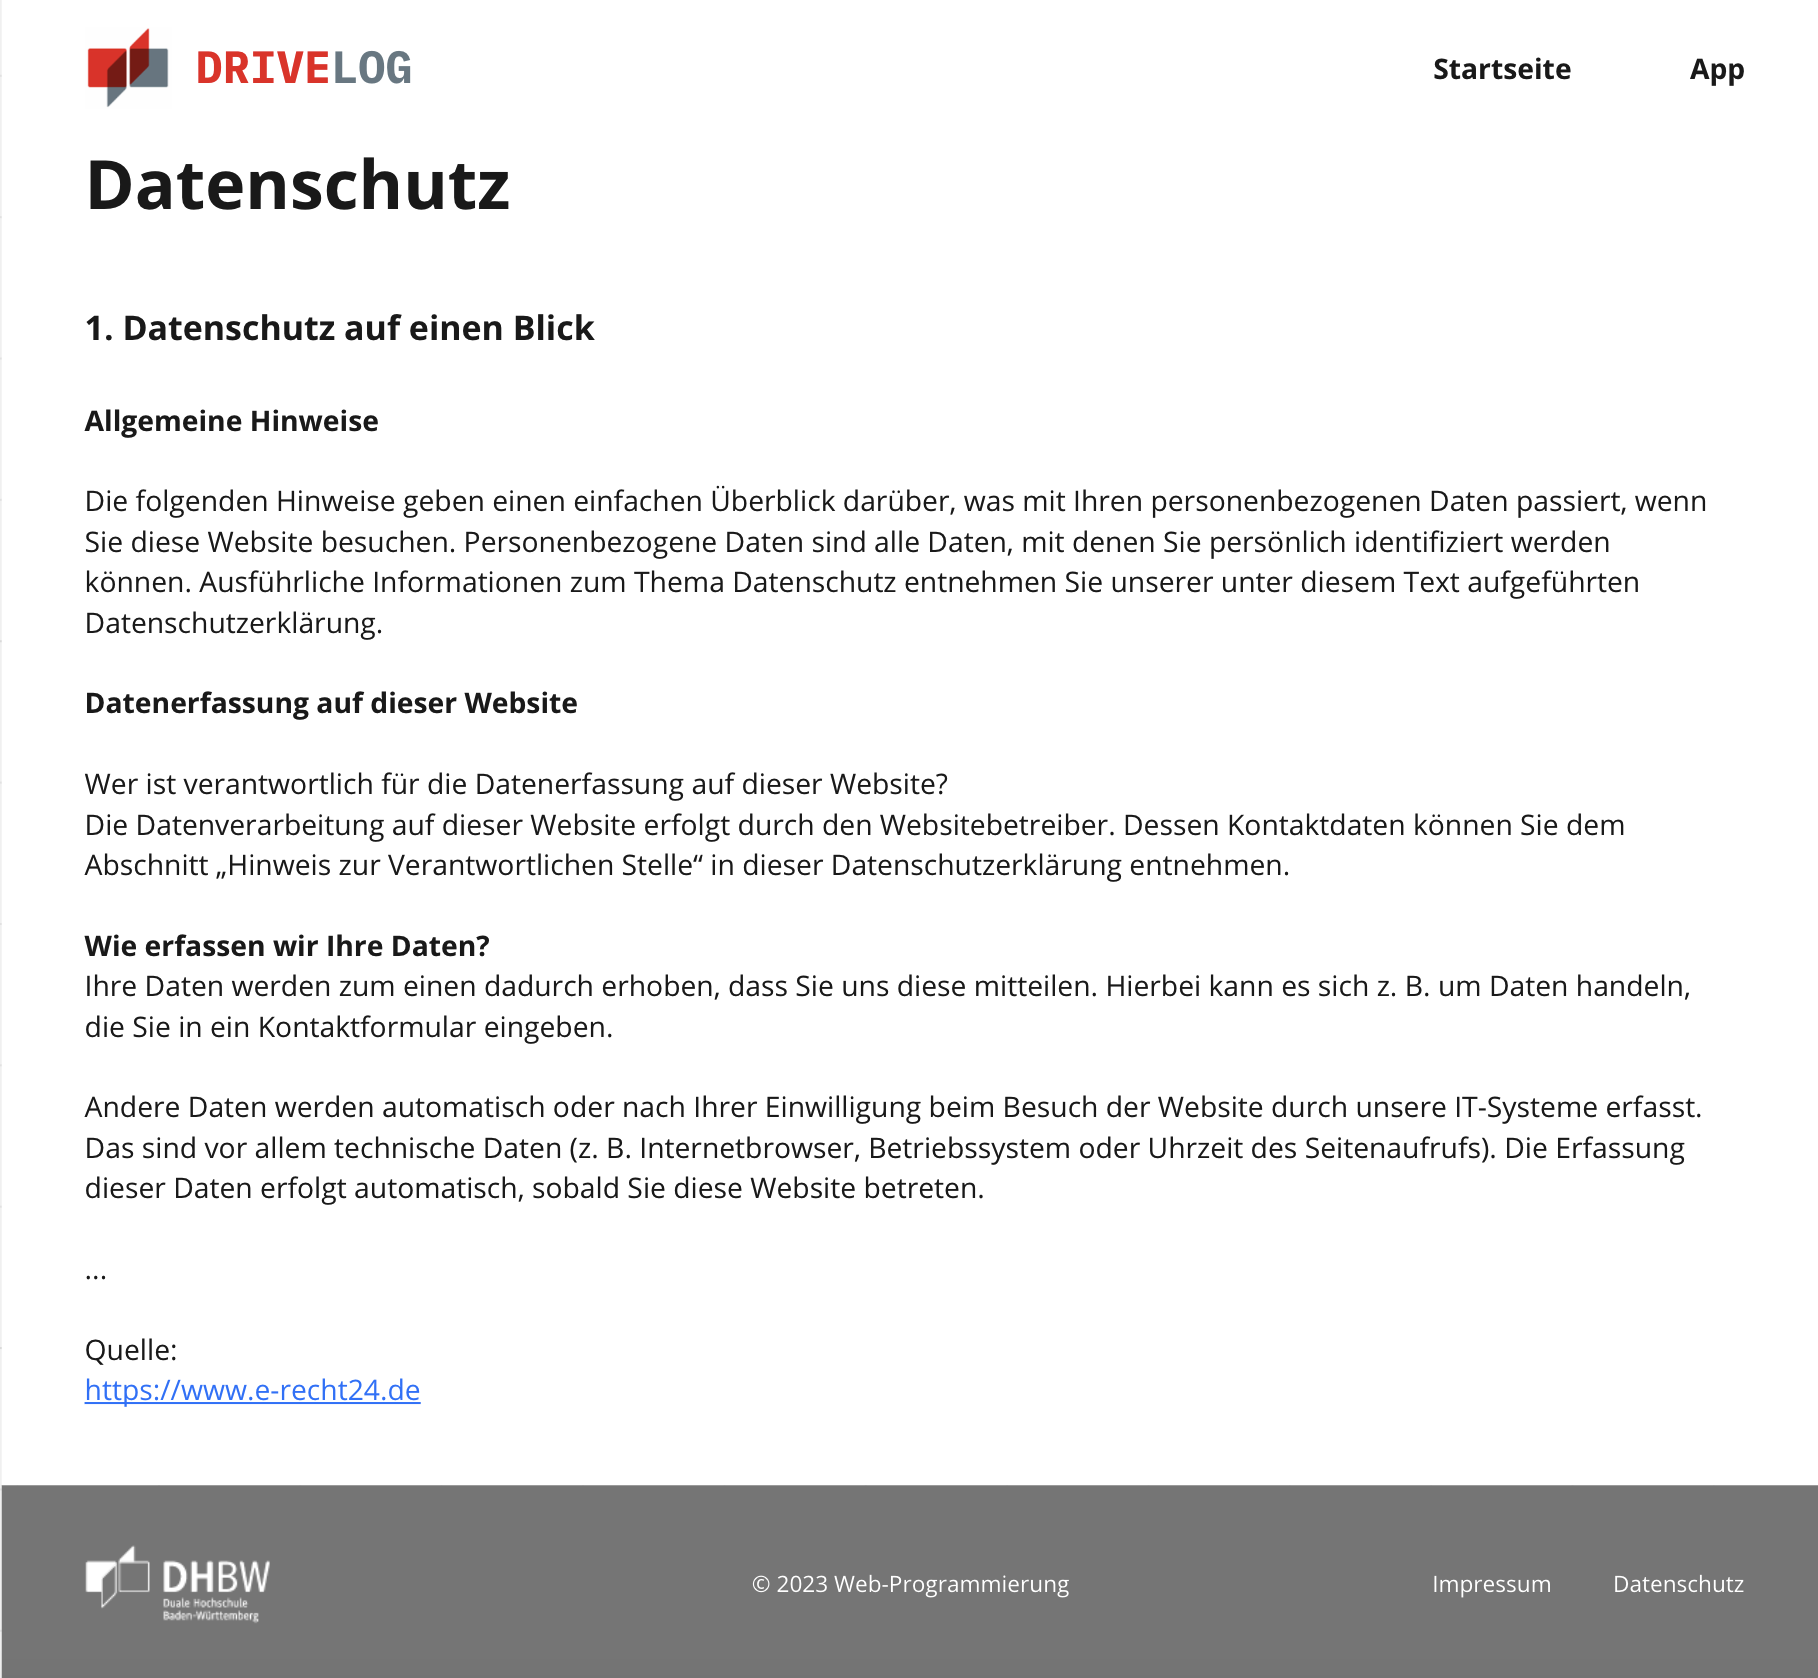 DRIVELOG
Startseite
App
Datenschutz
1. Datenschutz auf einen Blick
Allgemeine Hinweise
Die folgenden Hinweise geben einen einfachen Überblick darüber, was mit Ihren personenbezogenen Daten passiert, wenn
Sie diese Website besuchen. Personenbezogene Daten sind alle Daten, mit denen Sie persönlich identifiziert werden
können. Ausführliche Informationen zum Thema Datenschutz entnehmen Sie unserer unter diesem Text aufgeführten
Datenschutzerklärung.
Datenerfassung auf dieser Website
Wer ist verantwortlich für die Datenerfassung auf dieser Website?
Die Datenverarbeitung auf dieser Website erfolgt durch den Websitebetreiber. Dessen Kontaktdaten können Sie dem
Abschnitt „Hinweis zur Verantwortlichen Stelle“ in dieser Datenschutzerklärung entnehmen.
Wie erfassen wir Ihre Daten?
Ihre Daten werden zum einen dadurch erhoben, dass Sie uns diese mitteilen. Hierbei kann es sich z. B. um Daten handeln,
die Sie in ein Kontaktformular eingeben.
Andere Daten werden automatisch oder nach Ihrer Einwilligung beim Besuch der Website durch unsere IT-Systeme erfasst.
Das sind vor allem technische Daten (z. B. Internetbrowser, Betriebssystem oder Uhrzeit des Seitenaufrufs). Die Erfassung
dieser Daten erfolgt automatisch, sobald Sie diese Website betreten.
...
Quelle:
https://www.e-recht24.de
DHBW
Duale Hochschule
Baden-Württemberg
© 2023 Web-Programmierung
Impressum
Datenschutz